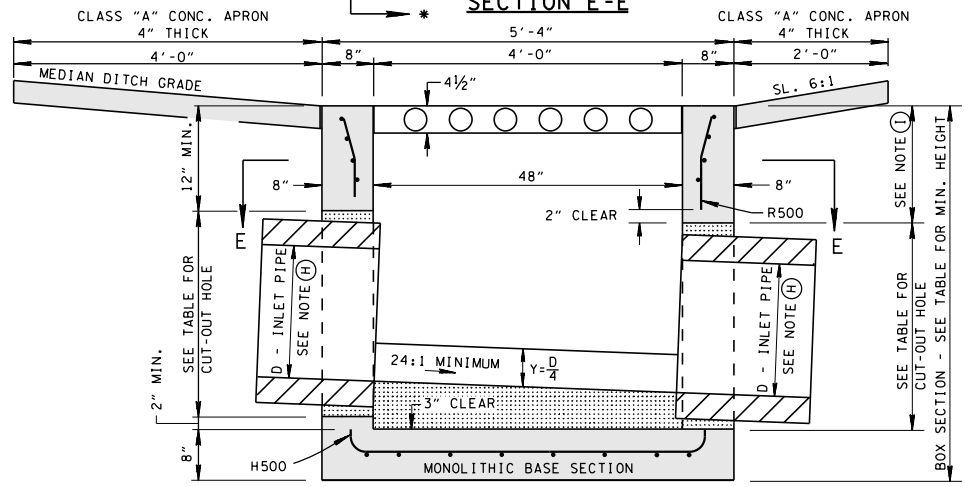 SECTION E-E
*
CLASS "A" CONC. APRON
4" THICK
5'-4"
CLASS "A" CONC. APRON
4" THICK
4'-0"
8"
4'-0"
8"
2'-0"
MEDIAN DITCH GRADE
4½"
SL. 6:1
12" MIN.
SEE NOTE I
8"
48"
8"
2" CLEAR
R500
E
E
SEE TABLE FOR
CUT-OUT HOLE
D - INLET PIPE
SEE NOTE H
D - INLET PIPE
SEE NOTE H
SEE TABLE FOR
CUT-OUT HOLE
BOX SECTION - SEE TABLE FOR MIN. HEIGHT
24:1 MINIMUM
Y=D/4
2" MIN.
3" CLEAR
8"
H500
MONOLITHIC BASE SECTION